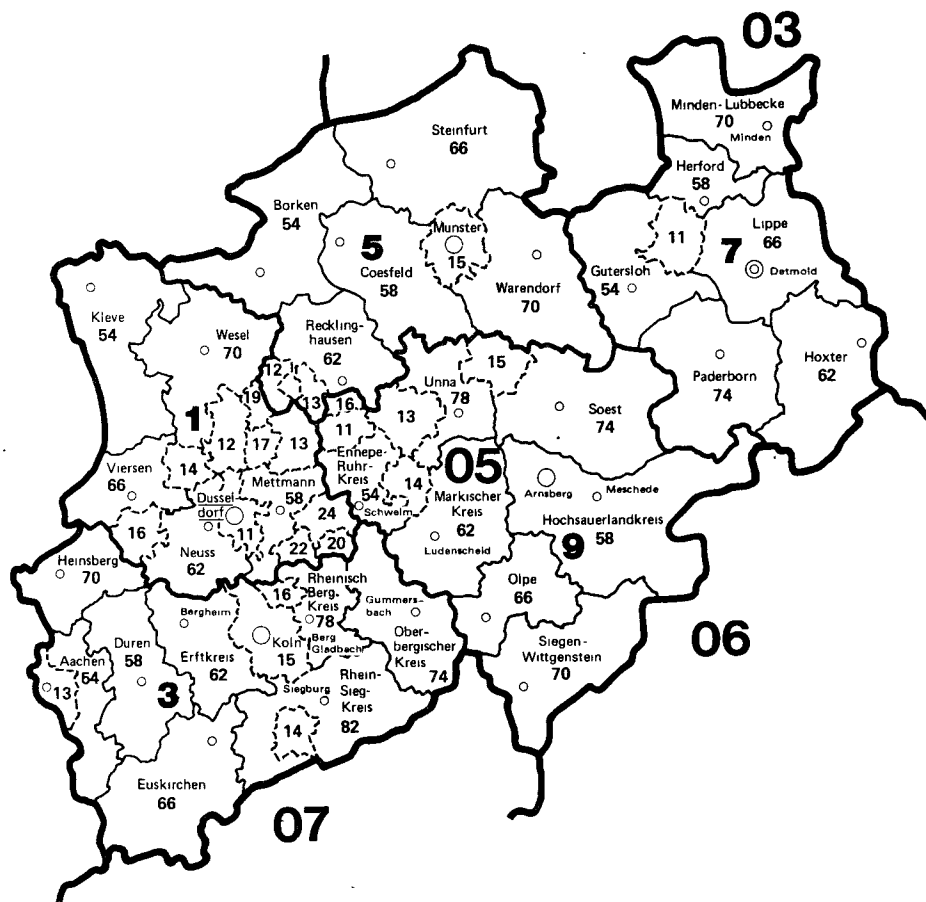 03
Minden-Lubbecke
70
Minden
Steinfurt
66
Herford
58
Borken
54
Munster
15
5
Coesfeld
58
Warendorf
70
11
Lippe
66
7
Detmold
Gutersloh
54
Kleve
54
Wesel
70
Reckling-
hausen
62
12
13
Unna
78
15
Soest
74
Paderborn
74
Hoxter
62
19
16
11
13
1
12
17
13
14
Viersen
66
Mettmann
58
Ennepe-
Ruhr-
Kreis
54
Schwelm
14
05
Markischer
Kreis
62
Ludenscheid
Arnsberg
Meschede
Hochsauerlandkreis
58
9
Dussel
dorf
11
24
22
20
16
Neuss
62
Heinsberg
70
Olpe
66
06
Siegen-
Wittgenstein
70
Rheinisch
Berg.
Kreis
78
Berg
Gladbach
16
Gummers-
bach
Ober-
bergischer
Kreis
74
Bergheim
Erftkreis
62
Koln
15
Duren
58
Aachen
54
13
3
Siegburg
Rhein-
Sieg-
Kreis
82
14
Euskirchen
66
07